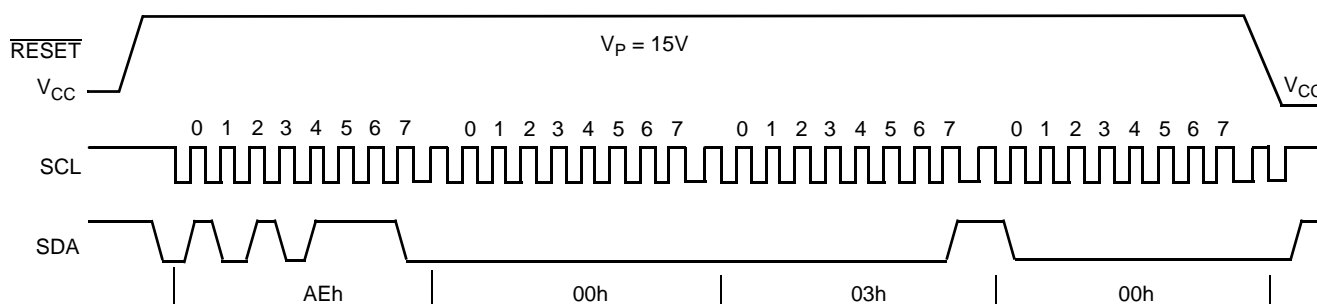 V_P = 15V
R̅E̅S̅E̅T̅
V_CC V_CC
0 1 2 3 4 5 6 7 0 1 2 3 4 5 6 7 0 1 2 3 4 5 6 7 0 1 2 3 4 5 6 7
SCL
SDA
AEh 00h 03h 00h